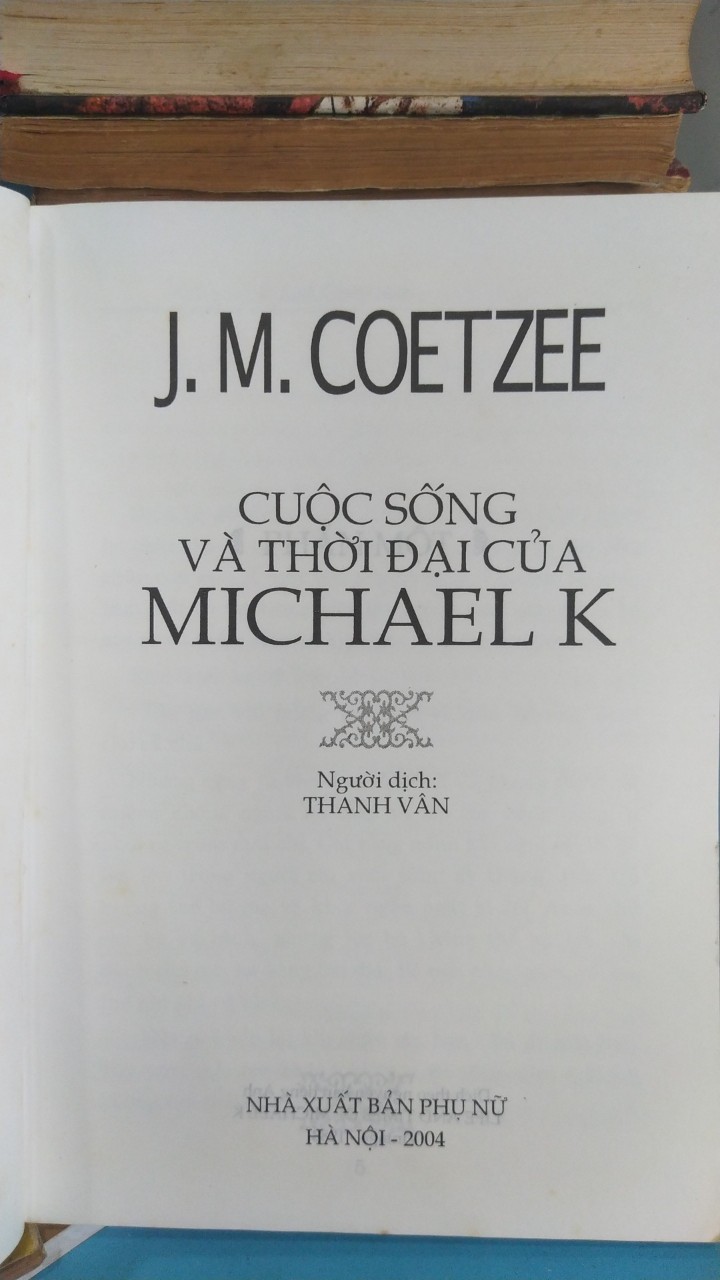 J. M. COETZEE
CUỘC SỐNG
VÀ THỜI ĐẠI CỦA
MICHAEL K
Người dịch:
THANH VÂN
NHÀ XUẤT BẢN PHỤ NỮ
HÀ NỘI - 2004